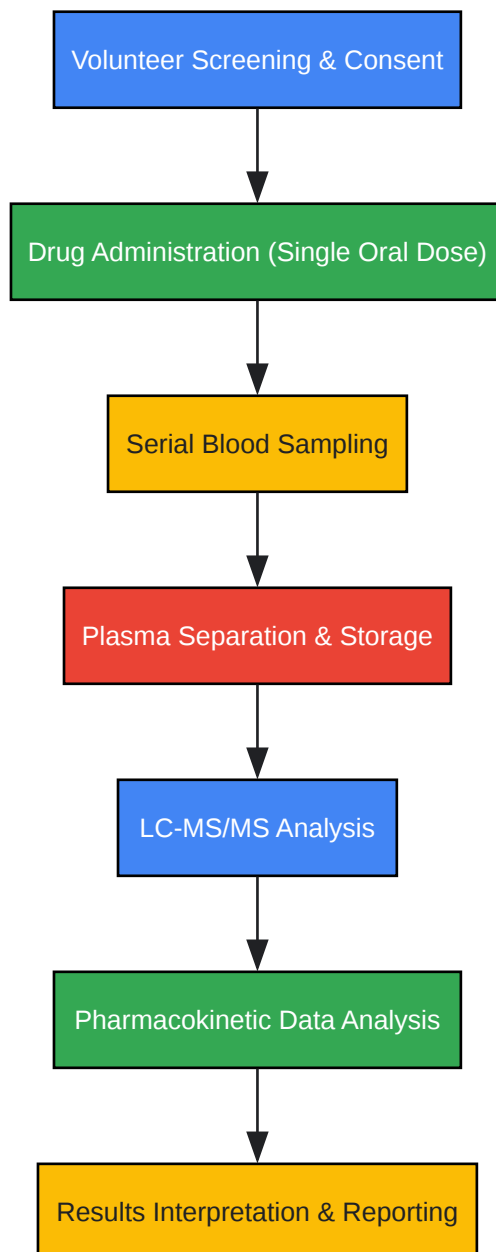 Volunteer Screening & Consent
Drug Administration (Single Oral Dose)
Serial Blood Sampling
Plasma Separation & Storage
LC-MS/MS Analysis
Pharmacokinetic Data Analysis
Results Interpretation & Reporting